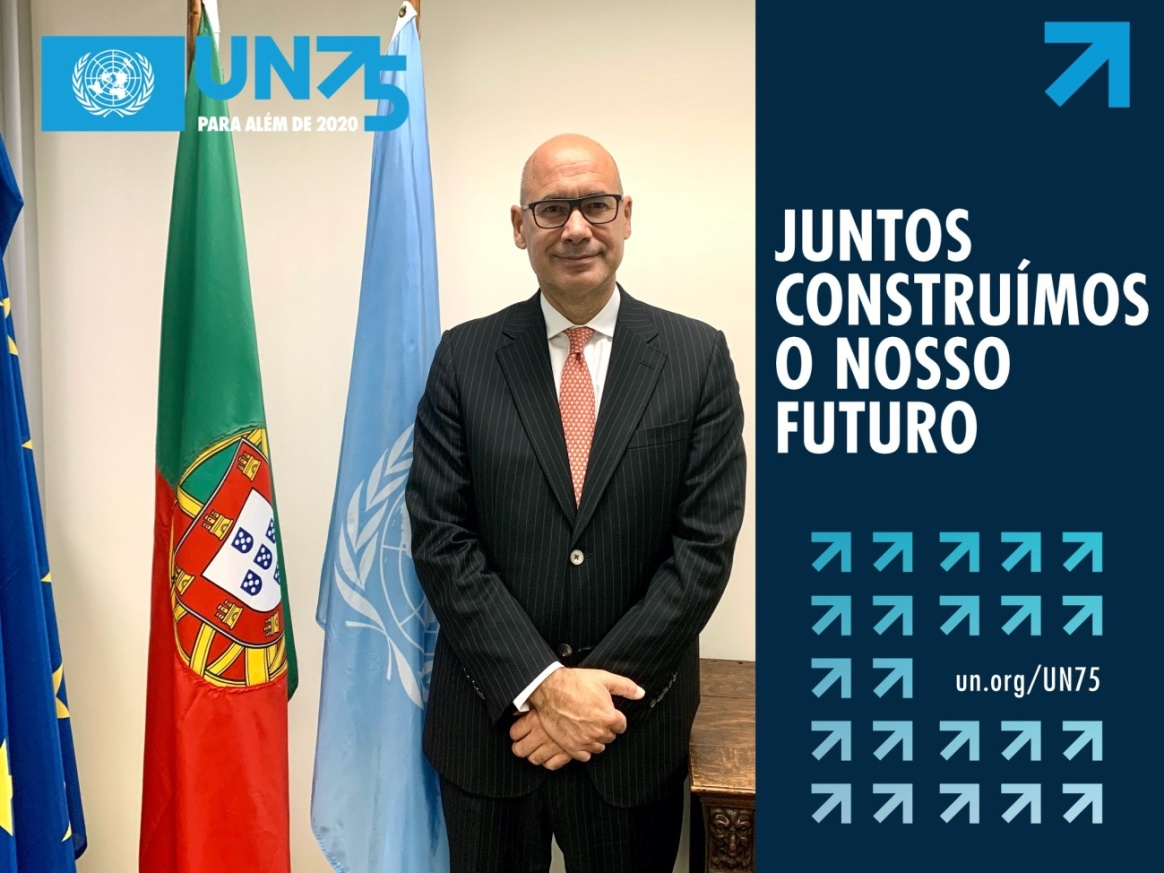 UN75
PARA ALÉM DE 2020
JUNTOS
CONSTRUÍMOS
O NOSSO
FUTURO
un.org/UN75